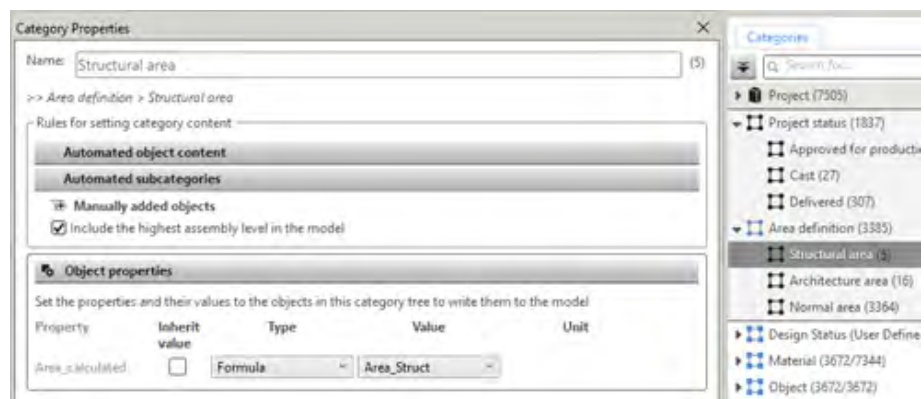 Category Properties
Name: Structural area (5)
>> Area definition > Structural area
Rules for setting category content
Automated object content
Automated subcategories
Manually added objects
Include the highest assembly level in the model
Object properties
Set the properties and their values to the objects in this category tree to write them to the model
Property Inherit value Type Value Unit
Area_calculated Formula Area_Struct
Categories
Search for...
Project (7505)
Project status (1837)
Approved for producti
Cast (27)
Delivered (307)
Area definition (3385)
Structural area (5)
Architecture area (16)
Normal area (3364)
Design Status (User Define
Material (3672/7344)
Object (3672/3672)